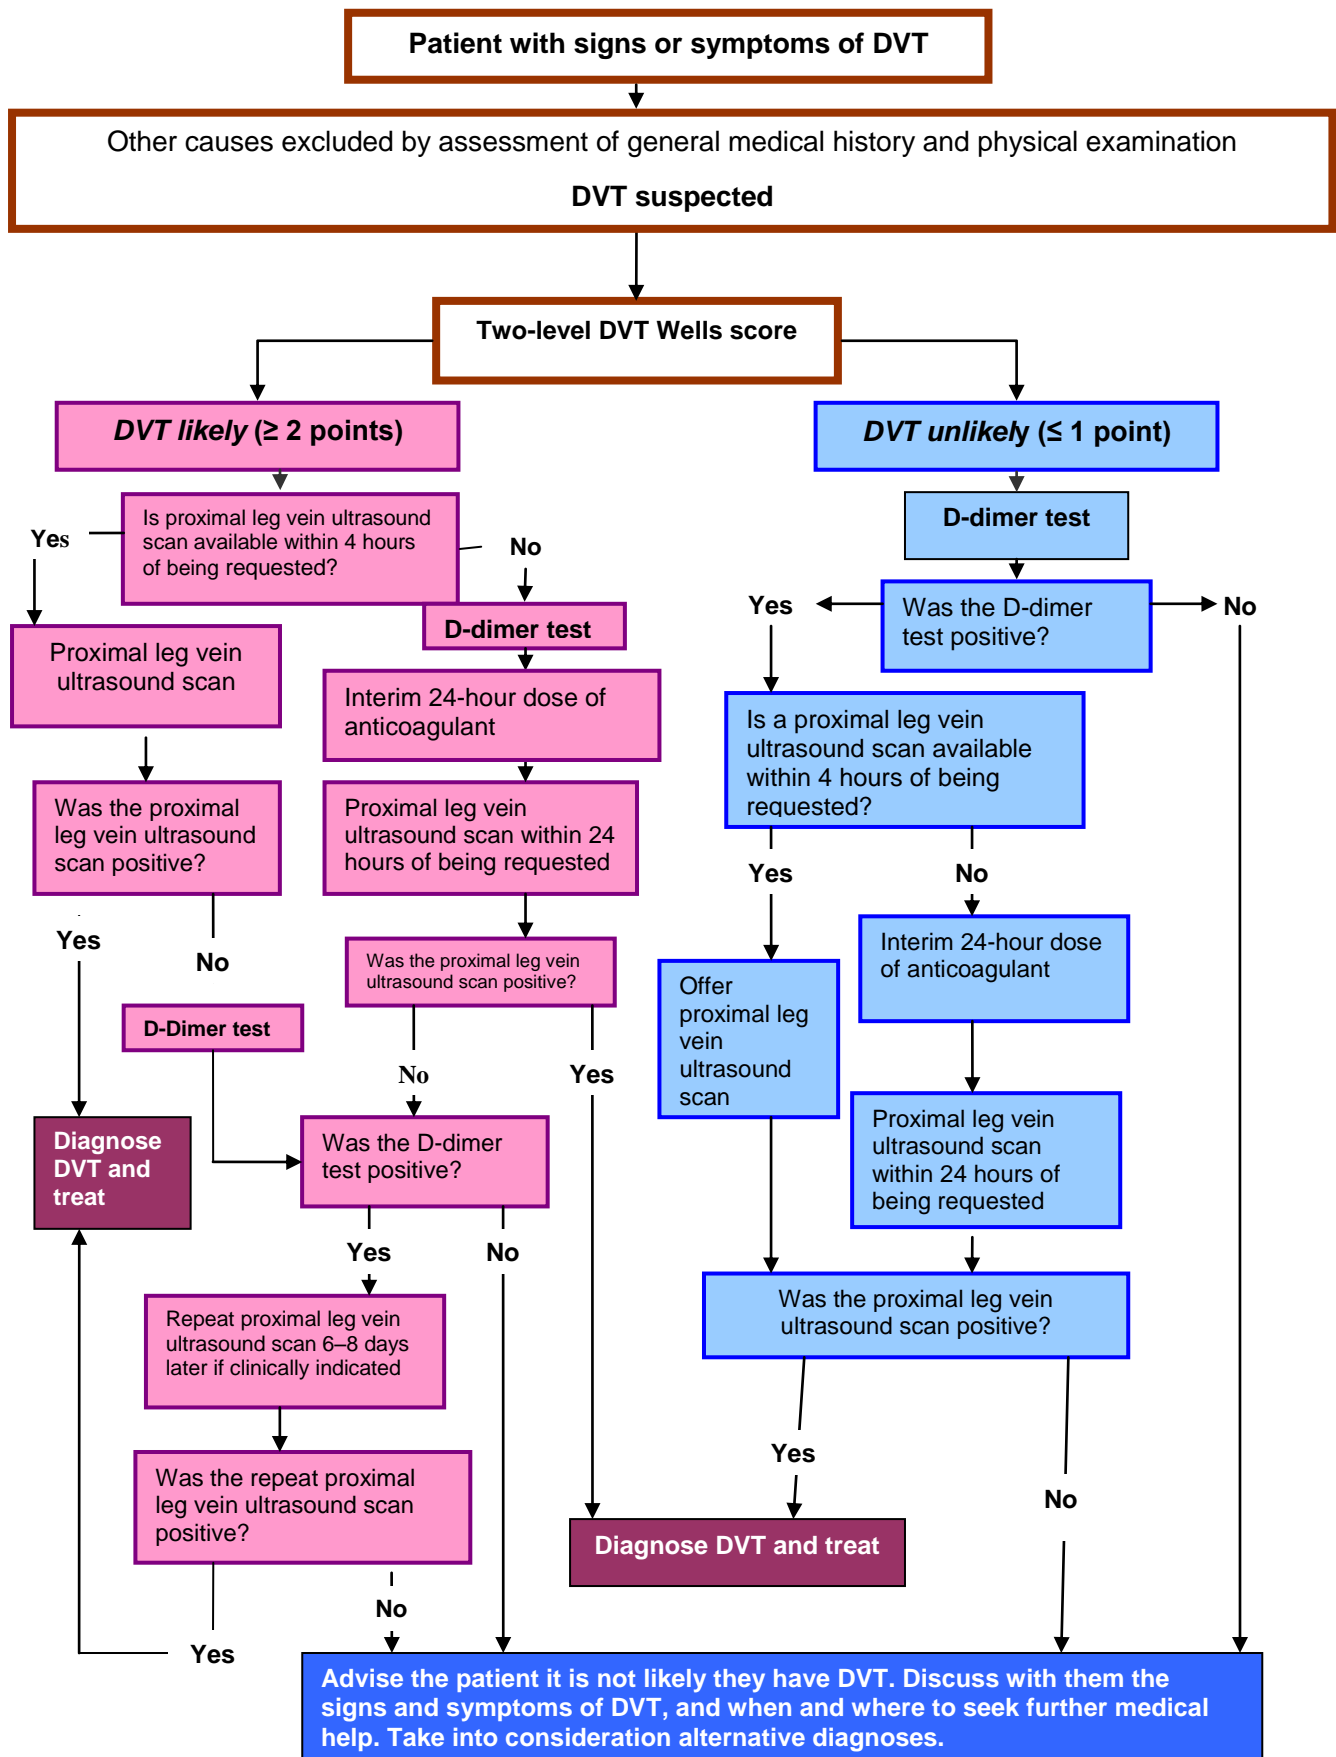 Patient with signs or symptoms of DVT
Other causes excluded by assessment of general medical history and physical examination
DVT suspected
Two-level DVT Wells score
DVT likely (≥ 2 points)
DVT unlikely (≤ 1 point)
Is proximal leg vein ultrasound
scan available within 4 hours
of being requested?
Yes
No
D-dimer test
Was the D-dimer
test positive?
Yes
No
Proximal leg vein
ultrasound scan
D-dimer test
Interim 24-hour dose of
anticoagulant
Is a proximal leg vein
ultrasound scan available
within 4 hours of being
requested?
Was the proximal
leg vein ultrasound
scan positive?
Proximal leg vein
ultrasound scan within 24
hours of being requested
Yes
No
Yes
No
Was the proximal leg vein
ultrasound scan positive?
Interim 24-hour dose
of anticoagulant
Offer
proximal leg
vein
ultrasound
scan
D-Dimer test
No
Yes
Diagnose
DVT and
treat
Was the D-dimer
test positive?
Proximal leg vein
ultrasound scan
within 24 hours of
being requested
Yes
No
Repeat proximal leg vein
ultrasound scan 6–8 days
later if clinically indicated
Was the proximal leg vein
ultrasound scan positive?
Was the repeat proximal
leg vein ultrasound scan
positive?
Yes
No
Diagnose DVT and treat
No
Yes
Advise the patient it is not likely they have DVT. Discuss with them the
signs and symptoms of DVT, and when and where to seek further medical
help. Take into consideration alternative diagnoses.